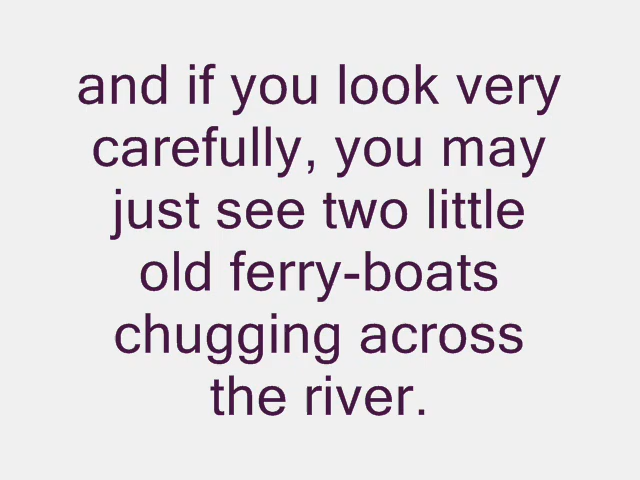 and if you look very
carefully, you may
just see two little
old ferry-boats
chugging across
the river.